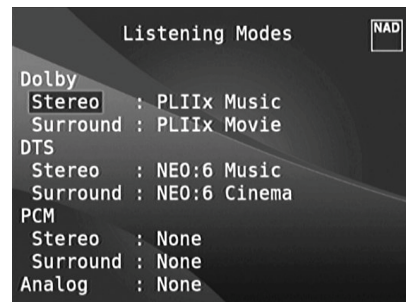 Listening Modes
NAD
Dolby
Stereo : PLIIx Music
Surround : PLIIx Movie
DTS
Stereo : NEO:6 Music
Surround : NEO:6 Cinema
PCM
Stereo : None
Surround : None
Analog : None